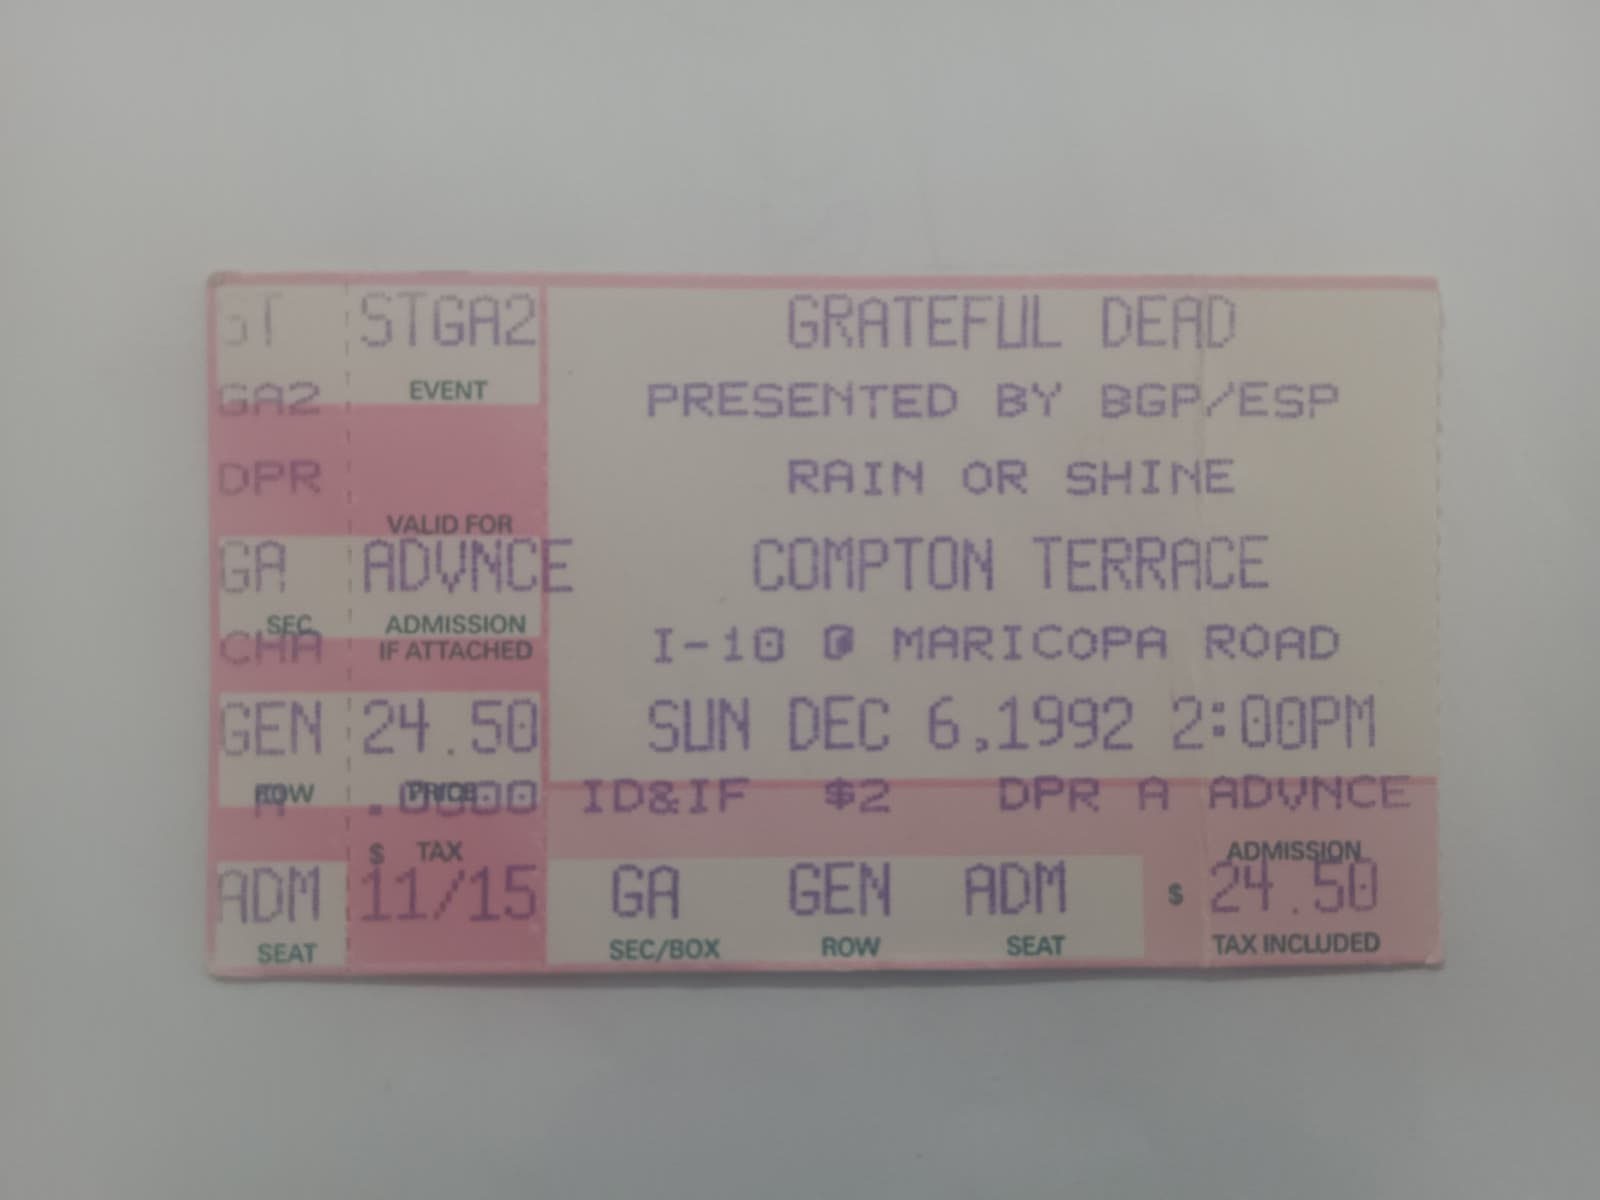 ST STGA2 GRATEFUL DEAD
EVENT
GA2 PRESENTED BY BGP/ESP
DPR RAIN OR SHINE
VALID FOR
GA ADVNCE COMPTON TERRACE
SEC ADMISSION
CHA IF ATTACHED I-10 @ MARICOPA ROAD
GEN 24.50 SUN DEC 6,1992 2:00PM
ROW PRICE
A .0000 ID&IF $2 DPR A ADVNCE
$ TAX ADMISSION
ADM 11/15 GA GEN ADM $ 24.50
SEAT SEC/BOX ROW SEAT TAX INCLUDED